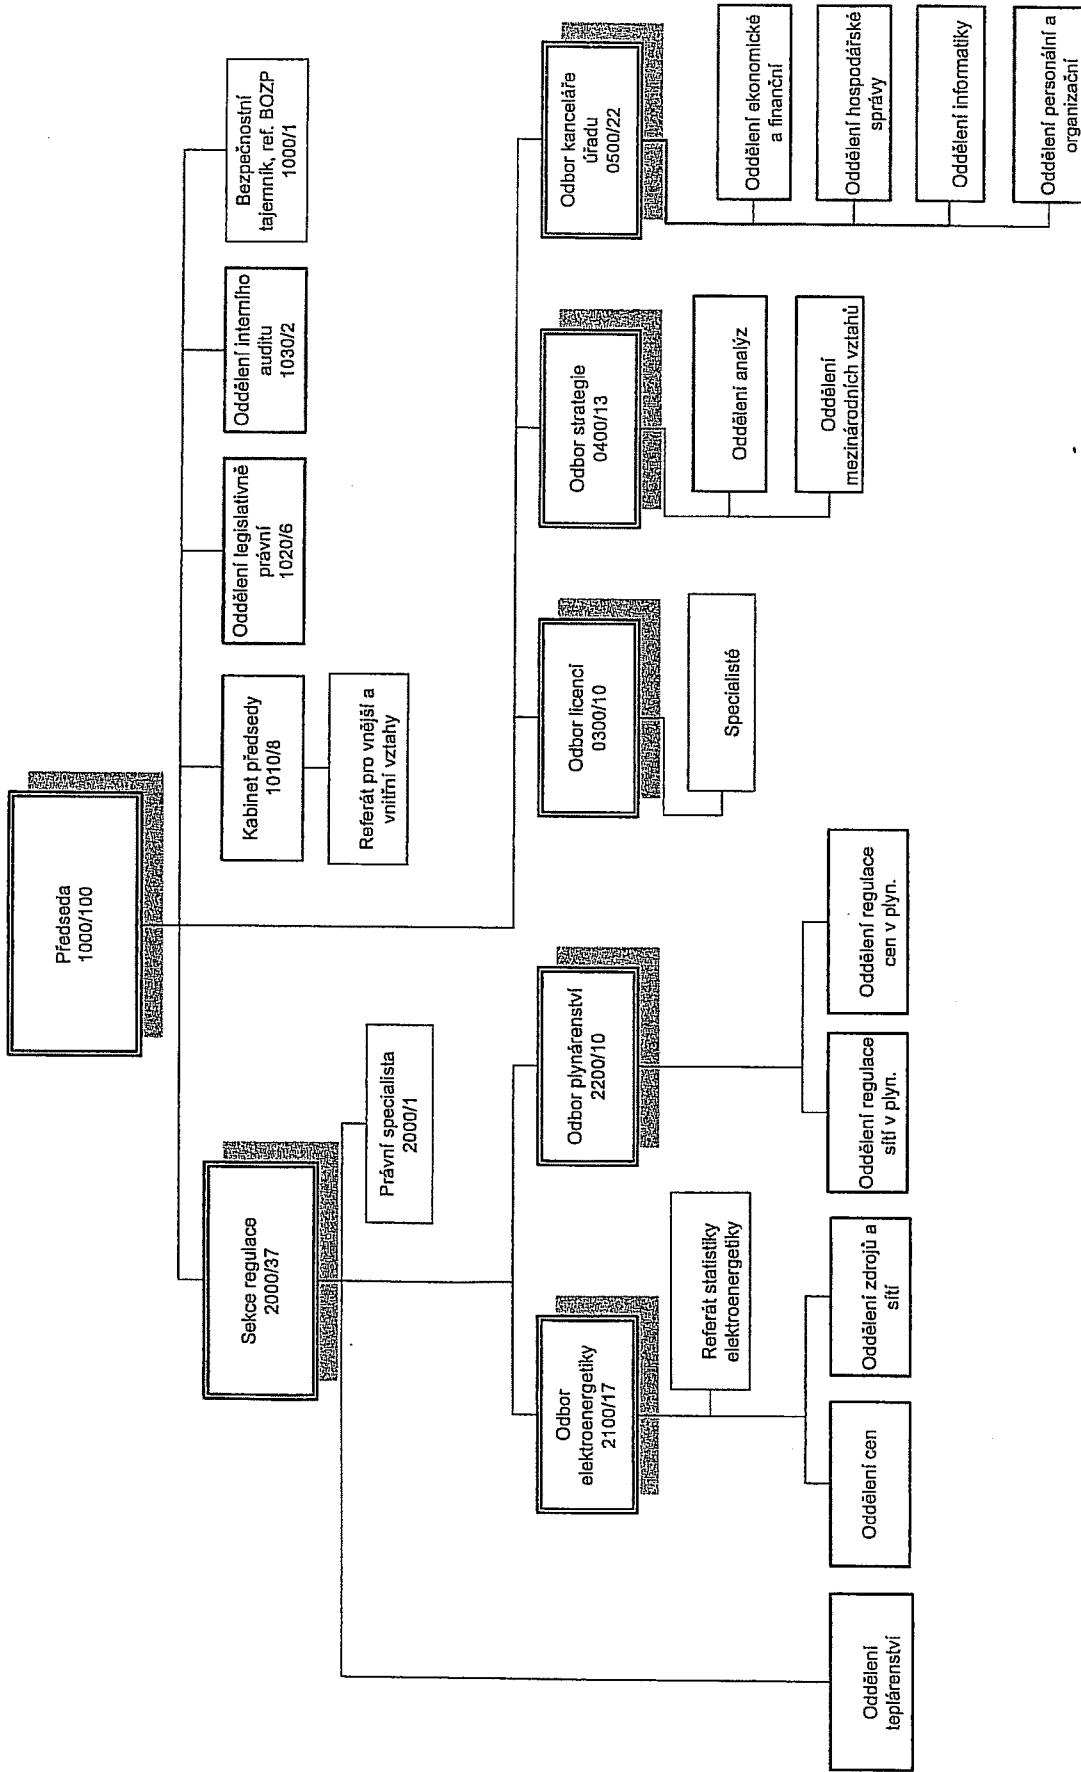 Předseda
1000/100
Sekce regulace
2000/37
Kabinet předsedy
1010/8
Oddělení legislativně
právní
1020/6
Oddělení interního
auditu
1030/2
Bezpečnostní
tajemník, ref. BOZP
1000/1
Referát pro vnější a
vnitřní vztahy
Právní specialista
2000/1
Odbor
elektroenergetiky
2100/17
Odbor plynárenství
2200/10
Odbor licencí
0300/10
Odbor strategie
0400/13
Odbor kanceláře
úřadu
0500/22
Referát statistiky
elektroenergetiky
Specialisté
Oddělení analýz
Oddělení
mezinárodních vztahů
Oddělení ekonomické
a finanční
Oddělení hospodářské
správy
Oddělení informatiky
Oddělení personální a
organizační
Oddělení
teplárenství
Oddělení cen
Oddělení zdrojů a
sítí
Oddělení regulace
sítí v plyn.
Oddělení regulace
cen v plyn.